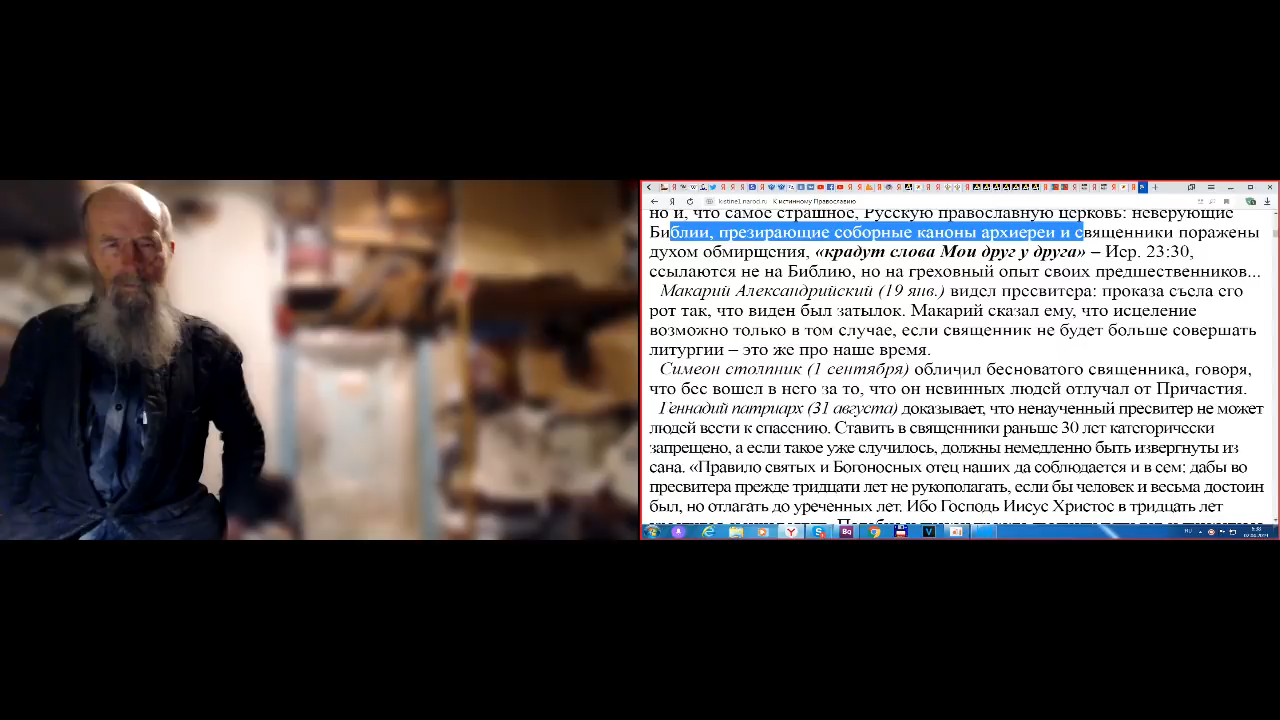 kistine1.narod.ru К истинному Православию
но и, что самое страшное, Русскую православную церковь: неверующие
Библии, презирающие соборные каноны архиереи и священники поражены
духом обмирщения, «крадут слова Мои друг у друга» – Иер. 23:30,
ссылаются не на Библию, но на греховный опыт своих предшественников...
Макарий Александрийский (19 янв.) видел пресвитера: проказа съела его
рот так, что виден был затылок. Макарий сказал ему, что исцеление
возможно только в том случае, если священник не будет больше совершать
литургии – это же про наше время.
Симеон столпник (1 сентября) обличил бесноватого священника, говоря,
что бес вошел в него за то, что он невинных людей отлучал от Причастия.
Геннадий патриарх (31 августа) доказывает, что ненаученный пресвитер не может
людей вести к спасению. Ставить в священники раньше 30 лет категорически
запрещено, а если такое уже случилось, должны немедленно быть извергнуты из
сана. «Правило святых и Богоносных отец наших да соблюдается и в сем: дабы во
пресвитера прежде тридцати лет не рукополагать, если бы человек и весьма достоин
был, но отлагать до уреченных лет. Ибо Господь Иисус Христос в тридцать лет
RU